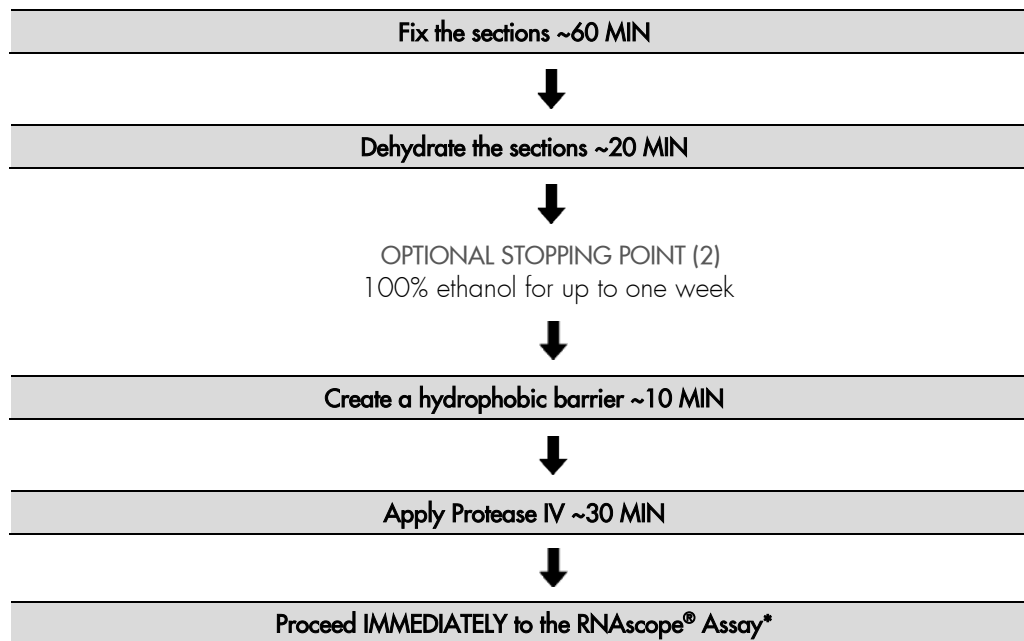 Fix the sections ~60 MIN
Dehydrate the sections ~20 MIN
OPTIONAL STOPPING POINT (2)
100% ethanol for up to one week
Create a hydrophobic barrier ~10 MIN
Apply Protease IV ~30 MIN
Proceed IMMEDIATELY to the RNAscope® Assay*